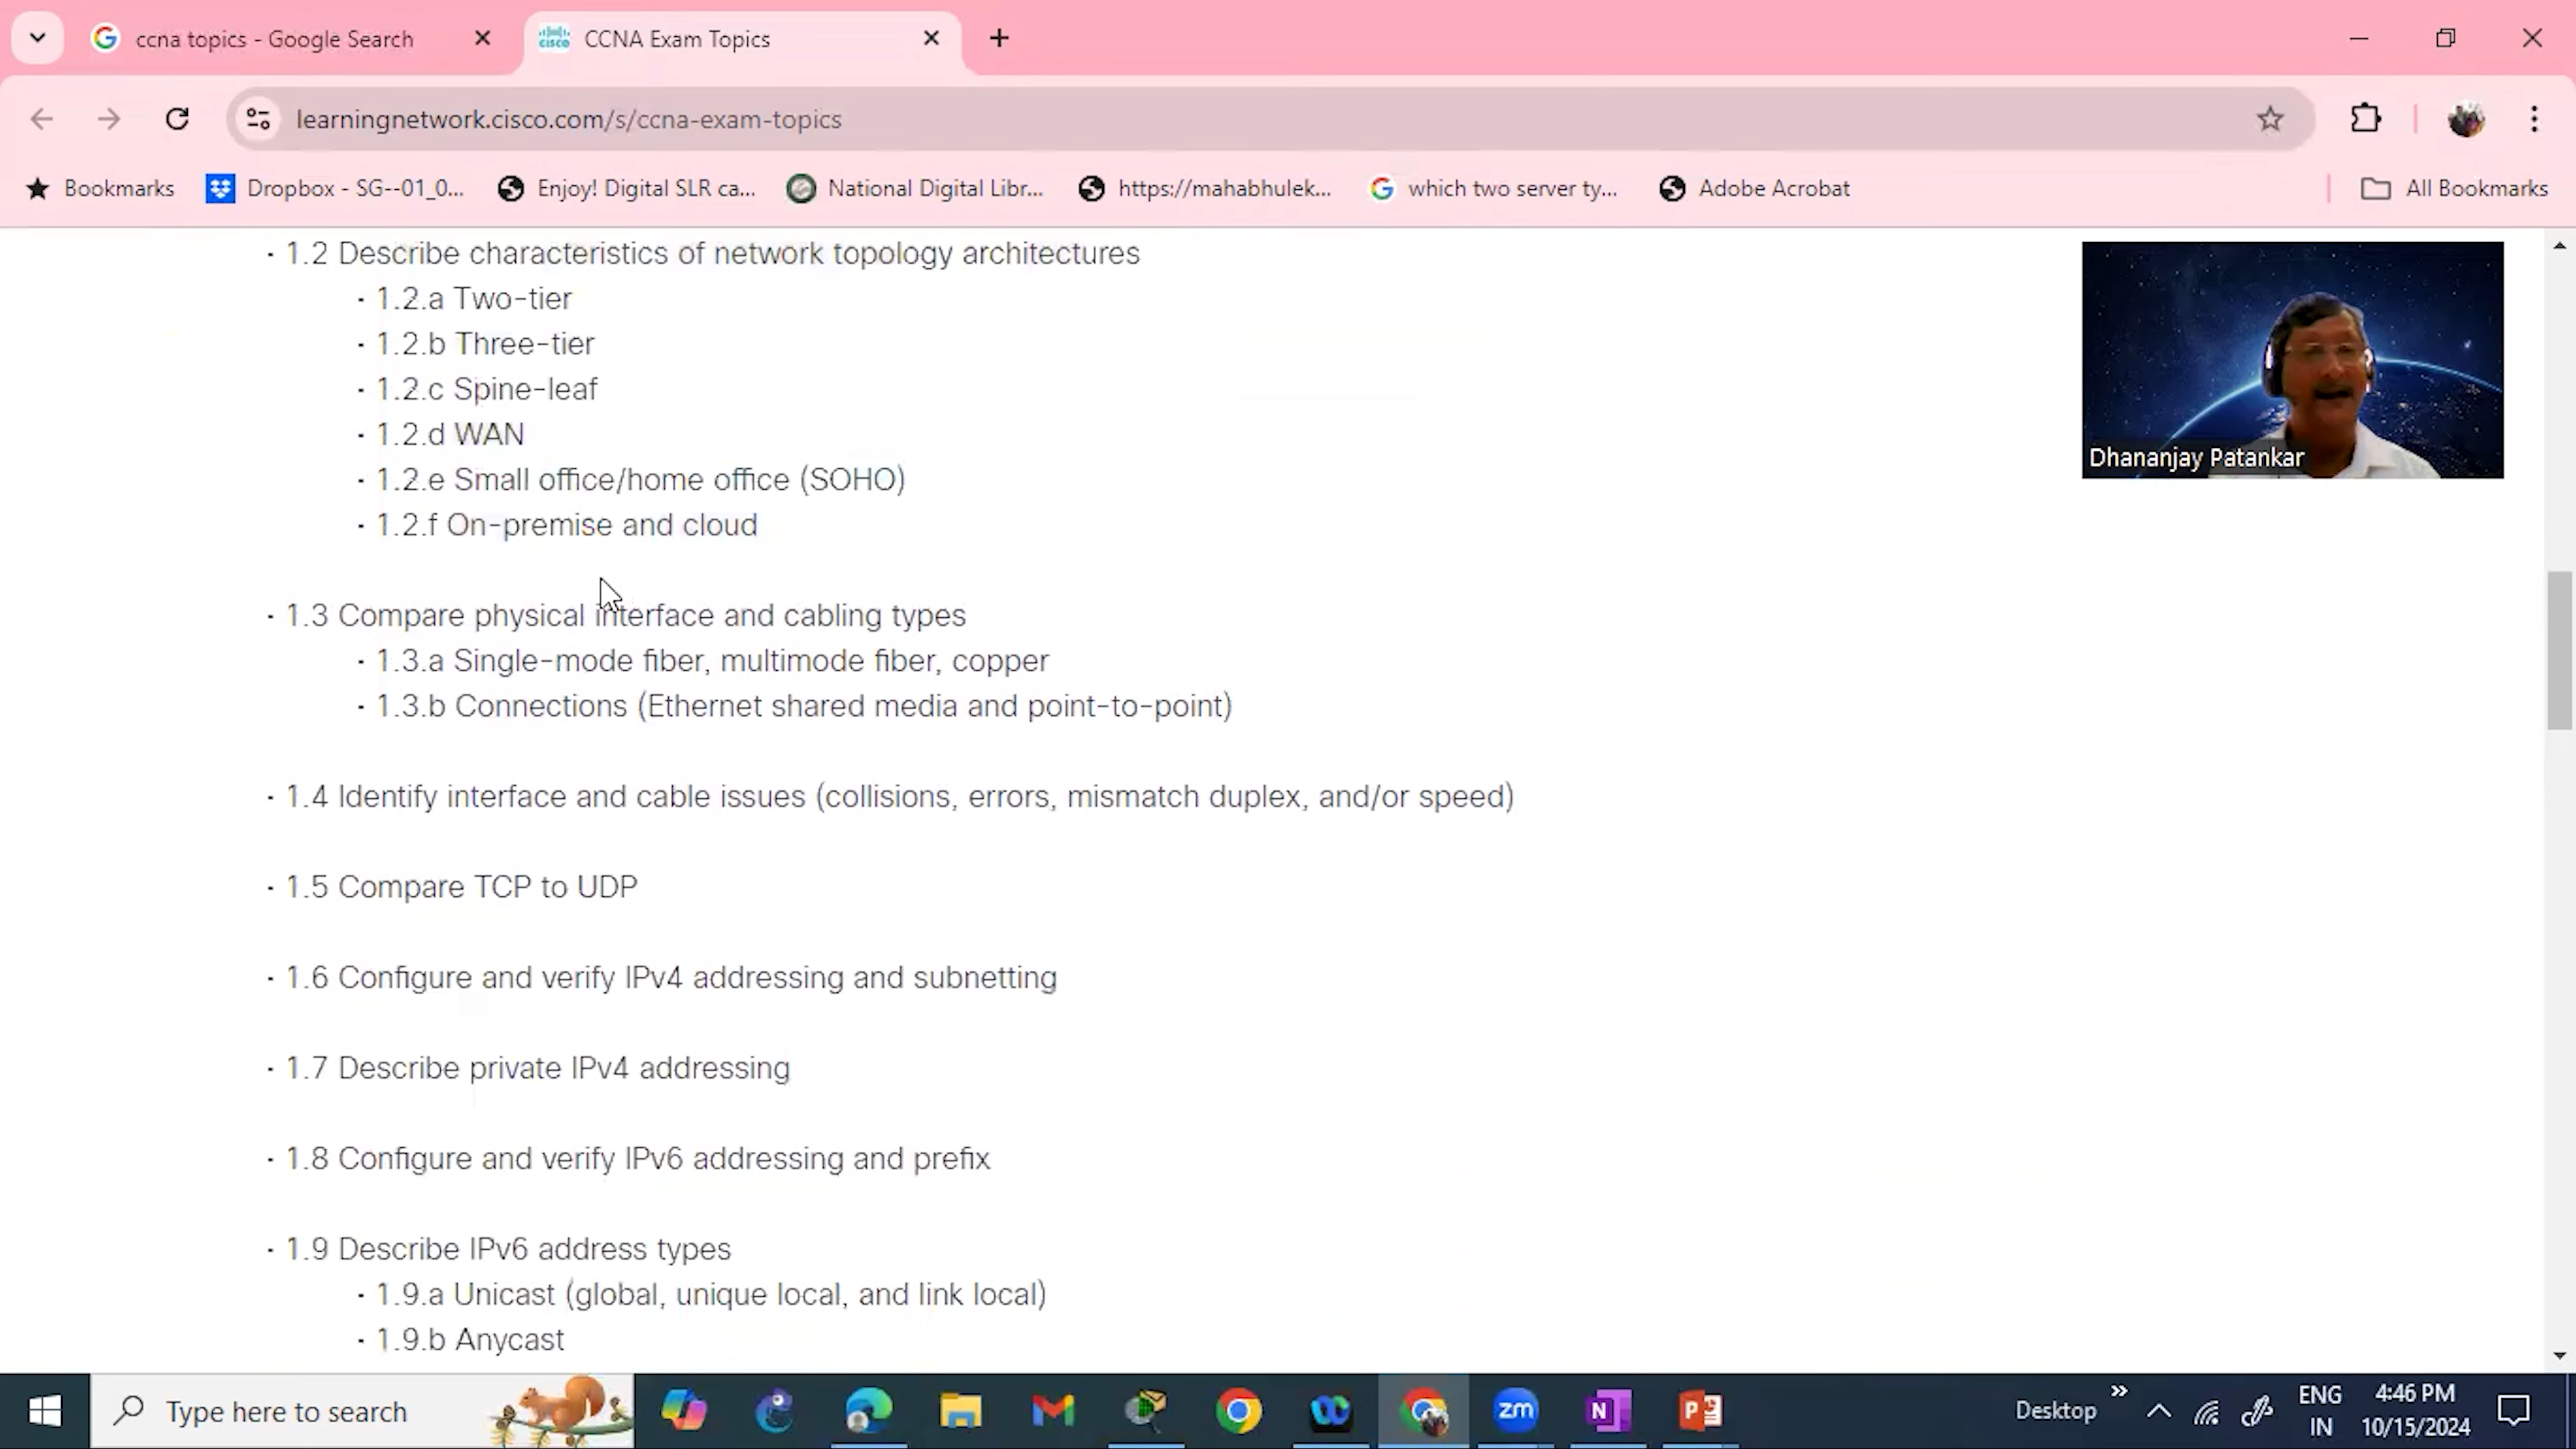 ccna topics - Google Search
CCNA Exam Topics
learningnetwork.cisco.com/s/ccna-exam-topics
Bookmarks
Dropbox - SG--01_0...
Enjoy! Digital SLR ca...
National Digital Libr...
https://mahabhulek...
which two server ty...
Adobe Acrobat
All Bookmarks
· 1.2 Describe characteristics of network topology architectures
· 1.2.a Two-tier
· 1.2.b Three-tier
· 1.2.c Spine-leaf
· 1.2.d WAN
· 1.2.e Small office/home office (SOHO)
· 1.2.f On-premise and cloud
Dhananjay Patankar
· 1.3 Compare physical interface and cabling types
· 1.3.a Single-mode fiber, multimode fiber, copper
· 1.3.b Connections (Ethernet shared media and point-to-point)
· 1.4 Identify interface and cable issues (collisions, errors, mismatch duplex, and/or speed)
· 1.5 Compare TCP to UDP
· 1.6 Configure and verify IPv4 addressing and subnetting
· 1.7 Describe private IPv4 addressing
· 1.8 Configure and verify IPv6 addressing and prefix
· 1.9 Describe IPv6 address types
· 1.9.a Unicast (global, unique local, and link local)
· 1.9.b Anycast
Type here to search
zm
N
P
Desktop
ENG
IN
4:46 PM
10/15/2024